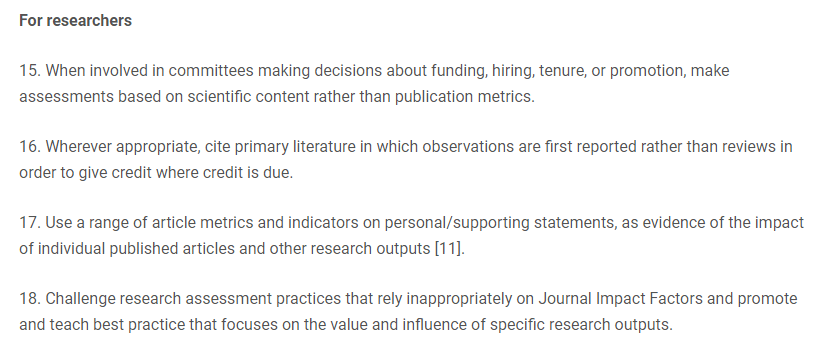 For researchers
15. When involved in committees making decisions about funding, hiring, tenure, or promotion, make
assessments based on scientific content rather than publication metrics.
16. Wherever appropriate, cite primary literature in which observations are first reported rather than reviews in
order to give credit where credit is due.
17. Use a range of article metrics and indicators on personal/supporting statements, as evidence of the impact
of individual published articles and other research outputs [11].
18. Challenge research assessment practices that rely inappropriately on Journal Impact Factors and promote
and teach best practice that focuses on the value and influence of specific research outputs.